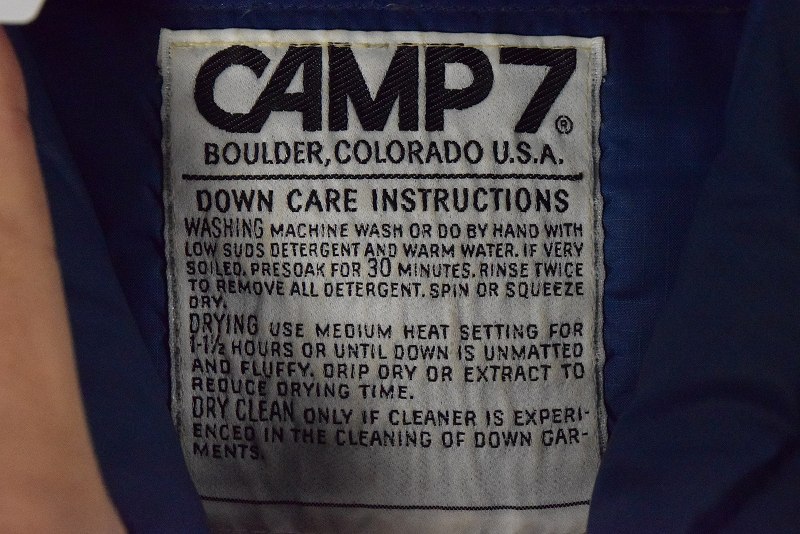 CAMP 7®
BOULDER, COLORADO U.S.A.
DOWN CARE INSTRUCTIONS
WASHING MACHINE WASH OR DO BY HAND WITH
LOW SUDS DETERGENT AND WARM WATER. IF VERY
SOILED, PRESOAK FOR 30 MINUTES. RINSE TWICE
TO REMOVE ALL DETERGENT. SPIN OR SQUEEZE
DRY.
DRYING USE MEDIUM HEAT SETTING FOR
1-1½ HOURS OR UNTIL DOWN IS UNMATTED
AND FLUFFY. DRIP DRY OR EXTRACT TO
REDUCE DRYING TIME.
DRY CLEAN ONLY IF CLEANER IS EXPERI-
ENCED IN THE CLEANING OF DOWN GAR-
MENTS.